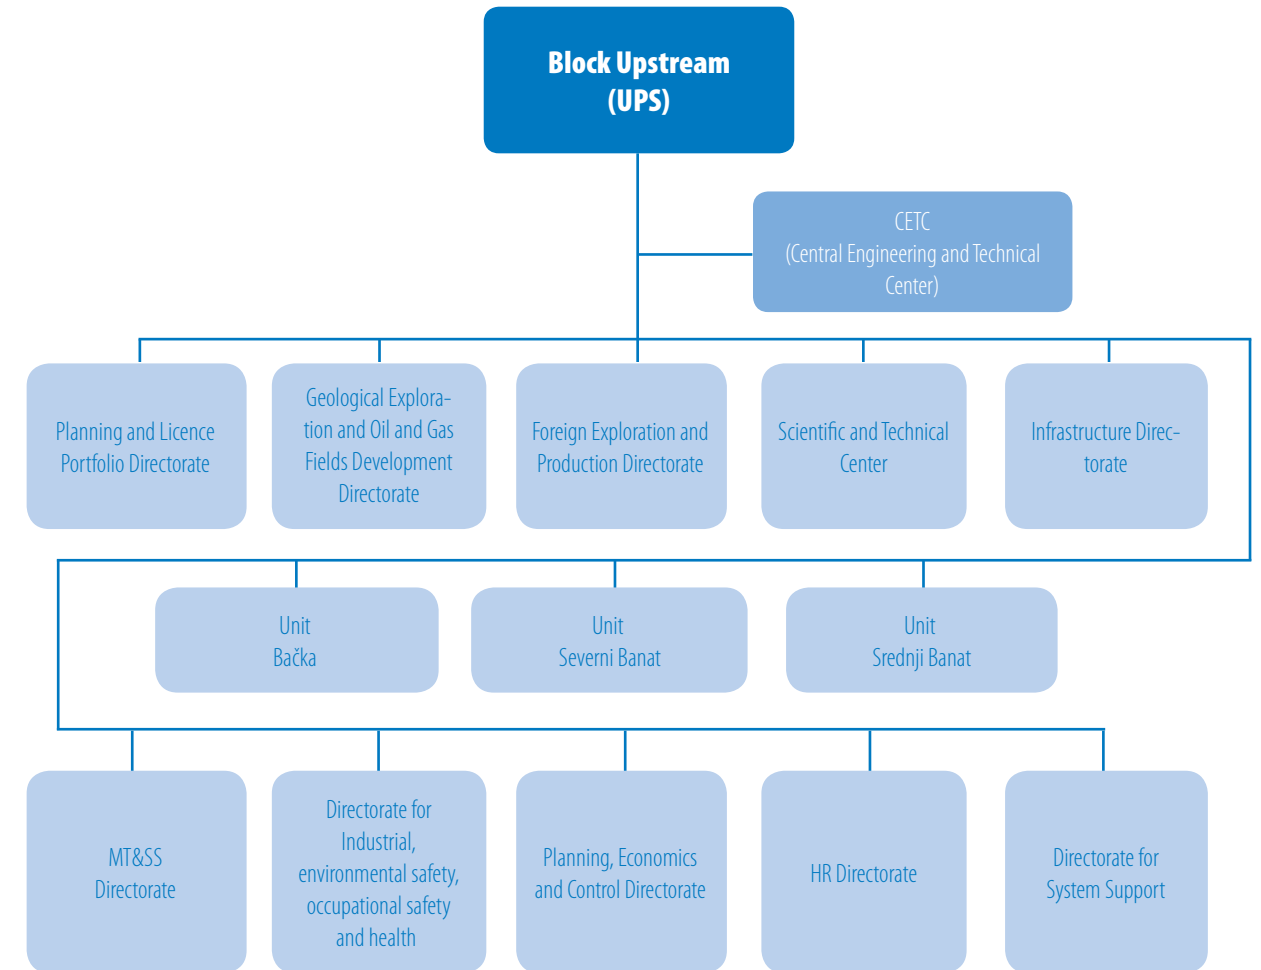 Block Upstream
(UPS)
CETC
(Central Engineering and Technical
Center)
Planning and Licence
Portfolio Directorate
Geological Explora-
tion and Oil and Gas
Fields Development
Directorate
Foreign Exploration and
Production Directorate
Scientific and Technical
Center
Infrastructure Direc-
torate
Unit
Bačka
Unit
Severni Banat
Unit
Srednji Banat
MT&SS
Directorate
Directorate for
Industrial,
environmental safety,
occupational safety
and health
Planning, Economics
and Control Directorate
HR Directorate
Directorate for
System Support